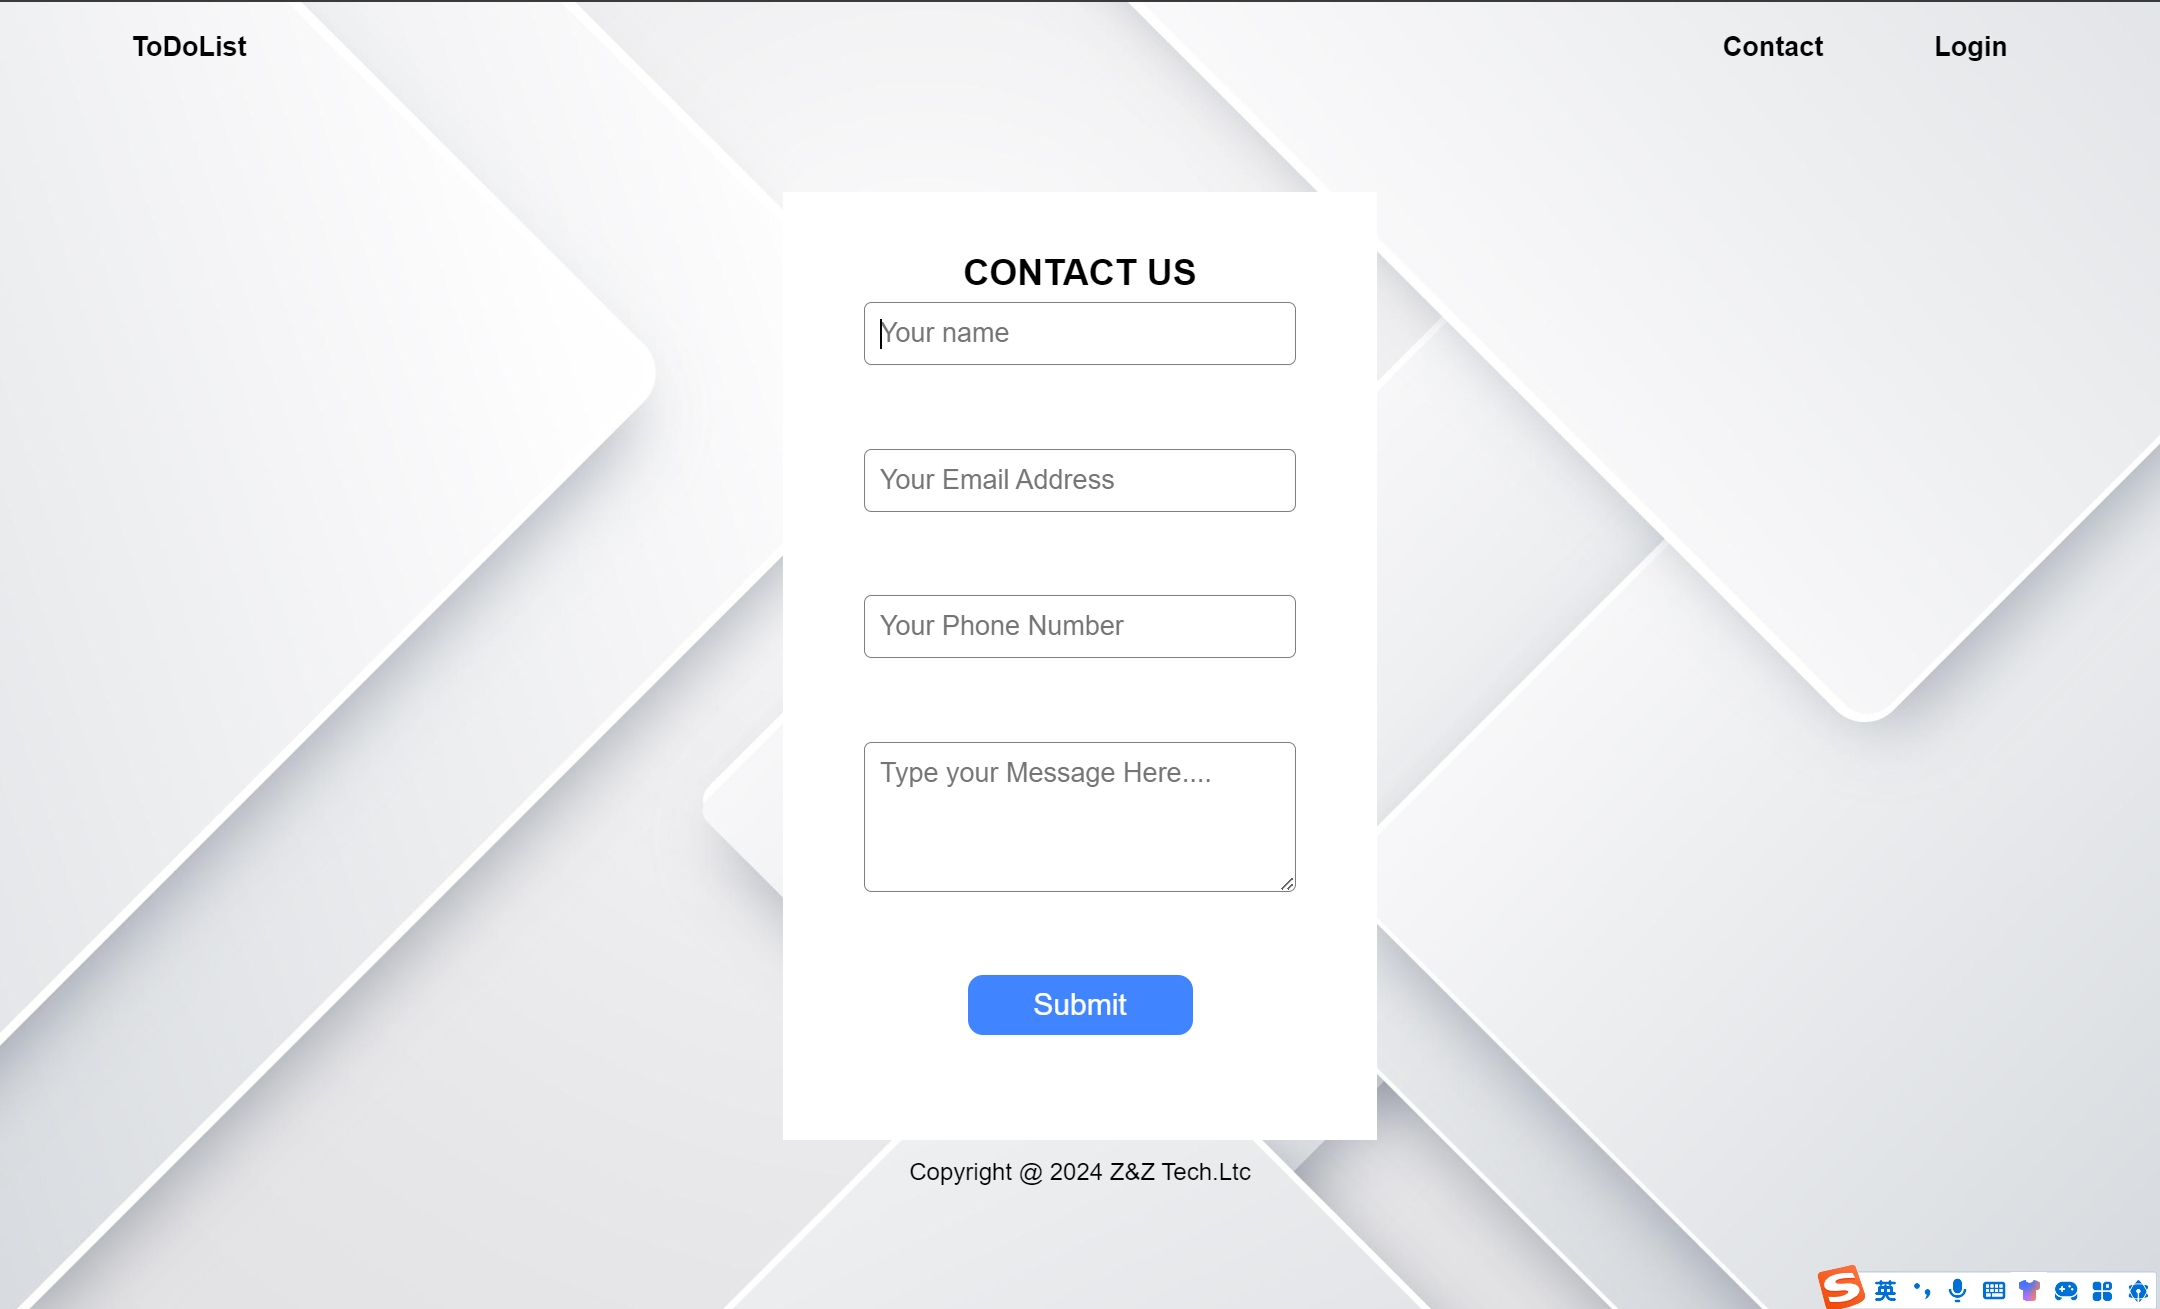 ToDoList
Contact
Login
CONTACT US
Your name
Your Email Address
Your Phone Number
Type your Message Here....
Submit
Copyright @ 2024 Z&Z Tech.Ltc
S
英